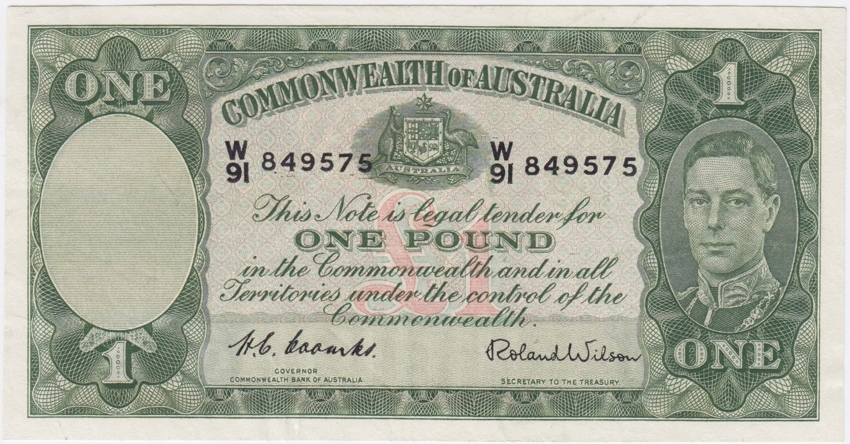 ONE
COMMONWEALTH OF AUSTRALIA
1
AUSTRALIA
W
91 849575
W
91 849575
£1
This Note is legal tender for
ONE POUND
in the Commonwealth and in all
Territories under the control of the
Commonwealth.
H.C. Coombs.
Roland Wilson
GOVERNOR
COMMONWEALTH BANK OF AUSTRALIA
SECRETARY TO THE TREASURY
1
ONE